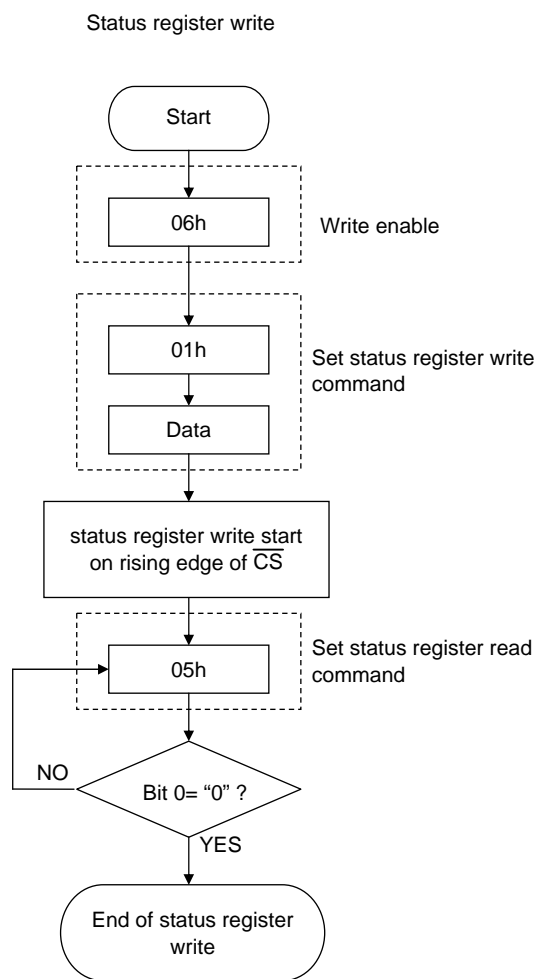 Status register write
Start
06h
Write enable
01h
Set status register write
command
Data
status register write start
on rising edge of C̅S̅
05h
Set status register read
command
NO
Bit 0= “0” ?
YES
End of status register
write